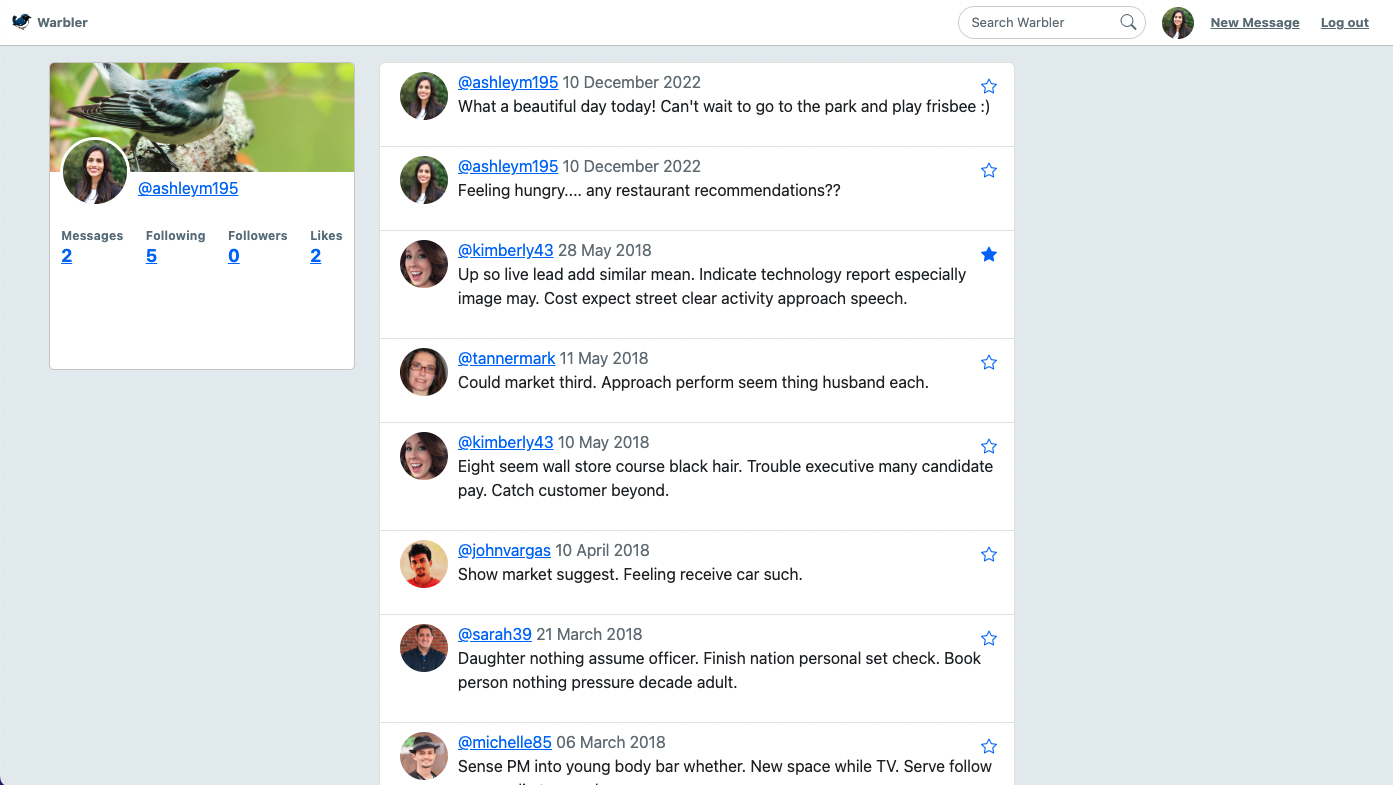 Warbler
Search Warbler
New Message
Log out
@ashleym195
Messages Following Followers Likes
2 5 0 2
@ashleym195 10 December 2022
What a beautiful day today! Can't wait to go to the park and play frisbee :)
@ashleym195 10 December 2022
Feeling hungry.... any restaurant recommendations??
@kimberly43 28 May 2018
Up so live lead add similar mean. Indicate technology report especially
image may. Cost expect street clear activity approach speech.
@tannermark 11 May 2018
Could market third. Approach perform seem thing husband each.
@kimberly43 10 May 2018
Eight seem wall store course black hair. Trouble executive many candidate
pay. Catch customer beyond.
@johnvargas 10 April 2018
Show market suggest. Feeling receive car such.
@sarah39 21 March 2018
Daughter nothing assume officer. Finish nation personal set check. Book
person nothing pressure decade adult.
@michelle85 06 March 2018
Sense PM into young body bar whether. New space while TV. Serve follow